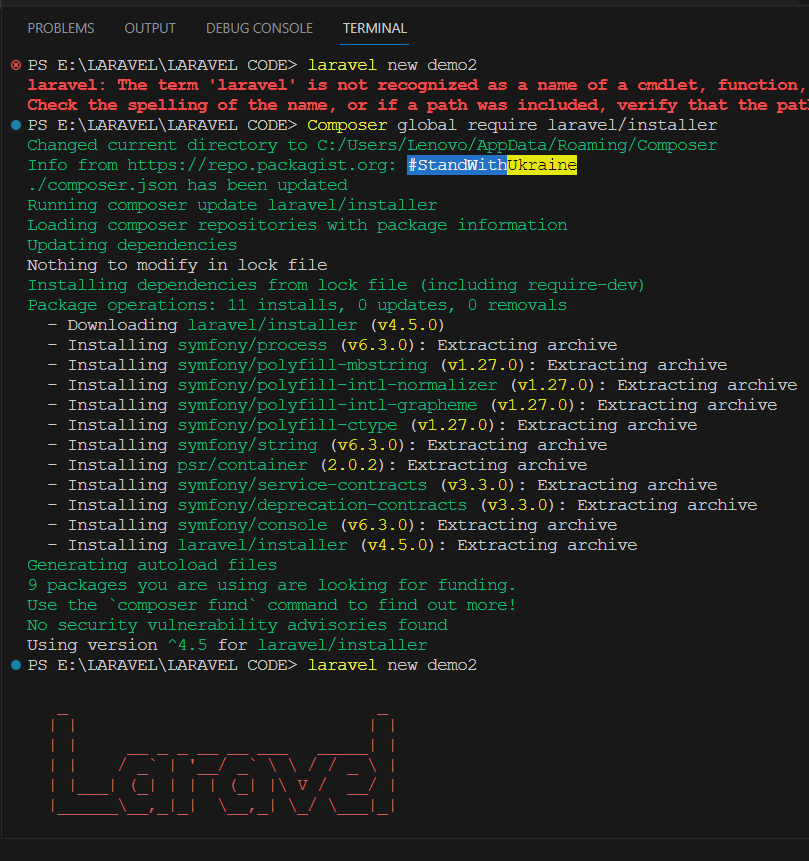 PROBLEMS OUTPUT DEBUG CONSOLE TERMINAL
PS E:\LARAVEL\LARAVEL CODE> laravel new demo2
laravel: The term 'laravel' is not recognized as a name of a cmdlet, function,
Check the spelling of the name, or if a path was included, verify that the pat
PS E:\LARAVEL\LARAVEL CODE> Composer global require laravel/installer
Changed current directory to C:/Users/Lenovo/AppData/Roaming/Composer
Info from https://repo.packagist.org: #StandWithUkraine
./composer.json has been updated
Running composer update laravel/installer
Loading composer repositories with package information
Updating dependencies
Nothing to modify in lock file
Installing dependencies from lock file (including require-dev)
Package operations: 11 installs, 0 updates, 0 removals
- Downloading laravel/installer (v4.5.0)
- Installing symfony/process (v6.3.0): Extracting archive
- Installing symfony/polyfill-mbstring (v1.27.0): Extracting archive
- Installing symfony/polyfill-intl-normalizer (v1.27.0): Extracting archive
- Installing symfony/polyfill-intl-grapheme (v1.27.0): Extracting archive
- Installing symfony/polyfill-ctype (v1.27.0): Extracting archive
- Installing symfony/string (v6.3.0): Extracting archive
- Installing psr/container (2.0.2): Extracting archive
- Installing symfony/service-contracts (v3.3.0): Extracting archive
- Installing symfony/deprecation-contracts (v3.3.0): Extracting archive
- Installing symfony/console (v6.3.0): Extracting archive
- Installing laravel/installer (v4.5.0): Extracting archive
Generating autoload files
9 packages you are using are looking for funding.
Use the `composer fund` command to find out more!
No security vulnerability advisories found
Using version ^4.5 for laravel/installer
PS E:\LARAVEL\LARAVEL CODE> laravel new demo2
Laravel